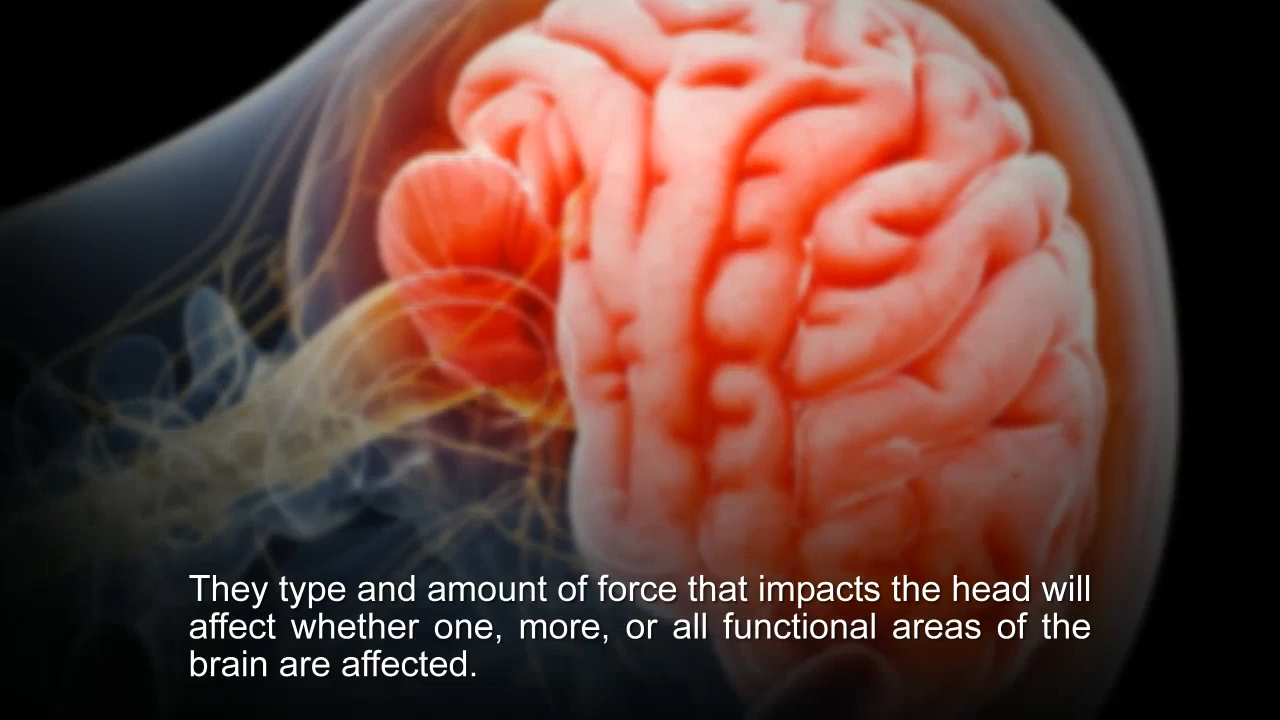 They type and amount of force that impacts the head will
affect whether one, more, or all functional areas of the
brain are affected.